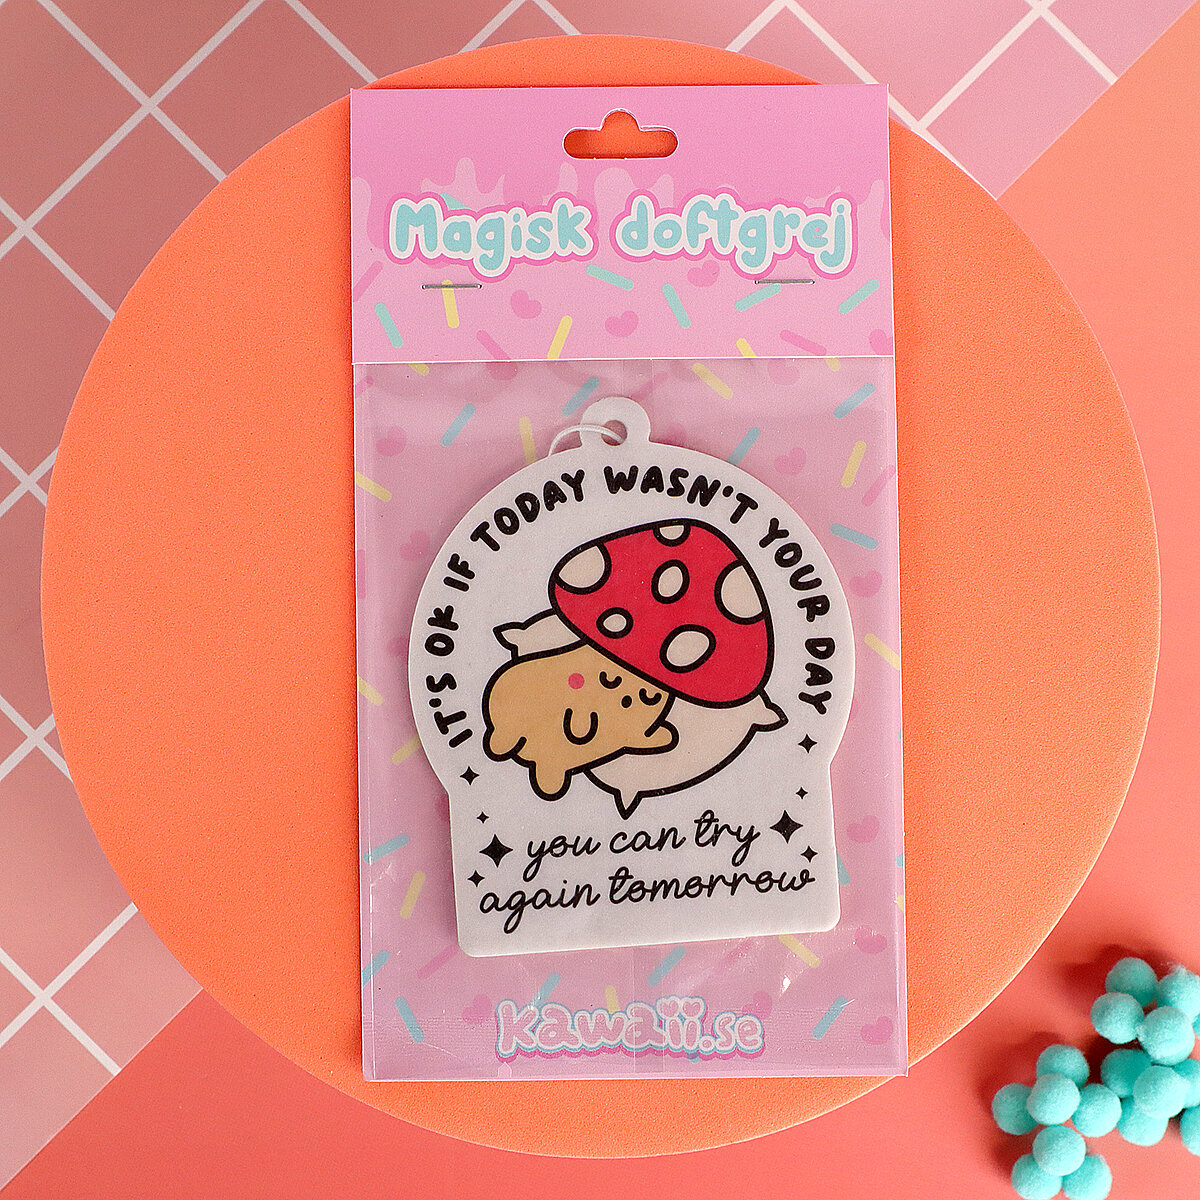 Magisk doftgrej
IT'S OK IF TODAY WASN'T YOUR DAY
you can try
again tomorrow
kawaii.se